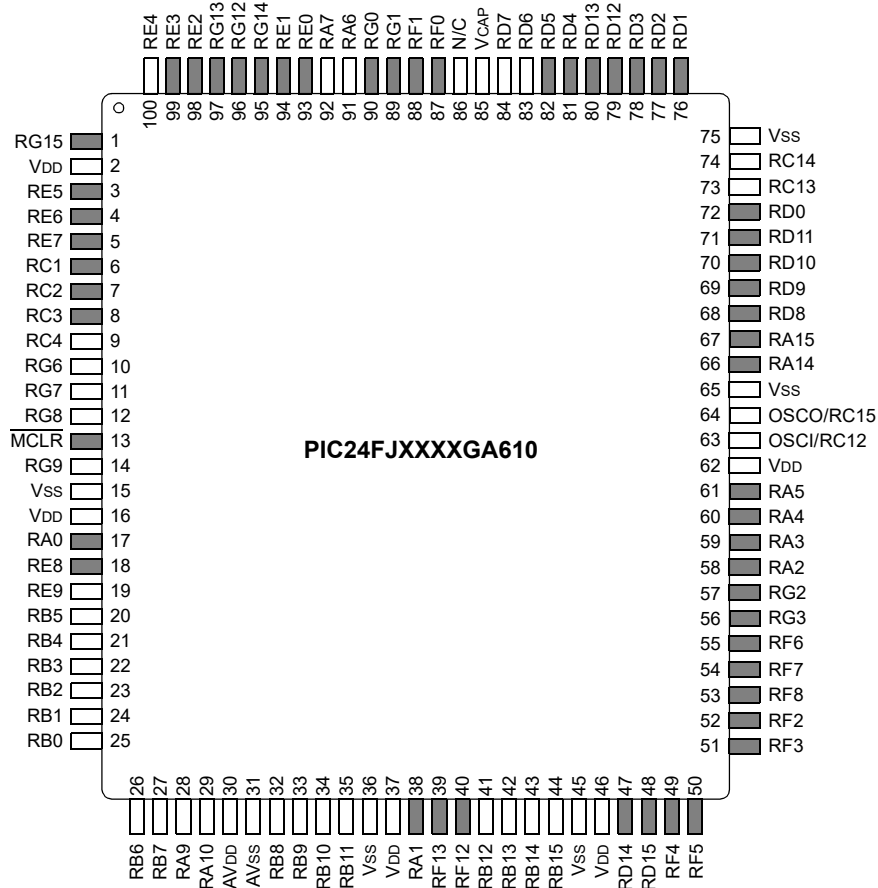 RE4 RE3 RE2 RG13 RG12 RG14 RE1 RE0 RA7 RA6 RG0 RG1 RF1 RF0 N/C VCAP RD7 RD6 RD5 RD4 RD13 RD12 RD3 RD2 RD1
100 99 98 97 96 95 94 93 92 91 90 89 88 87 86 85 84 83 82 81 80 79 78 77 76
RG15 1
VDD 2
RE5 3
RE6 4
RE7 5
RC1 6
RC2 7
RC3 8
RC4 9
RG6 10
RG7 11
RG8 12
MCLR 13
RG9 14
VSS 15
VDD 16
RA0 17
RE8 18
RE9 19
RB5 20
RB4 21
RB3 22
RB2 23
RB1 24
RB0 25
PIC24FJXXXXGA610
75 VSS
74 RC14
73 RC13
72 RD0
71 RD11
70 RD10
69 RD9
68 RD8
67 RA15
66 RA14
65 VSS
64 OSCO/RC15
63 OSCI/RC12
62 VDD
61 RA5
60 RA4
59 RA3
58 RA2
57 RG2
56 RG3
55 RF6
54 RF7
53 RF8
52 RF2
51 RF3
26 27 28 29 30 31 32 33 34 35 36 37 38 39 40 41 42 43 44 45 46 47 48 49 50
RB6 RB7 RA9 RA10 AVDD AVSS RB8 RB9 RB10 RB11 VSS VDD RA1 RF13 RF12 RB12 RB13 RB14 RB15 VSS VDD RD14 RD15 RF4 RF5